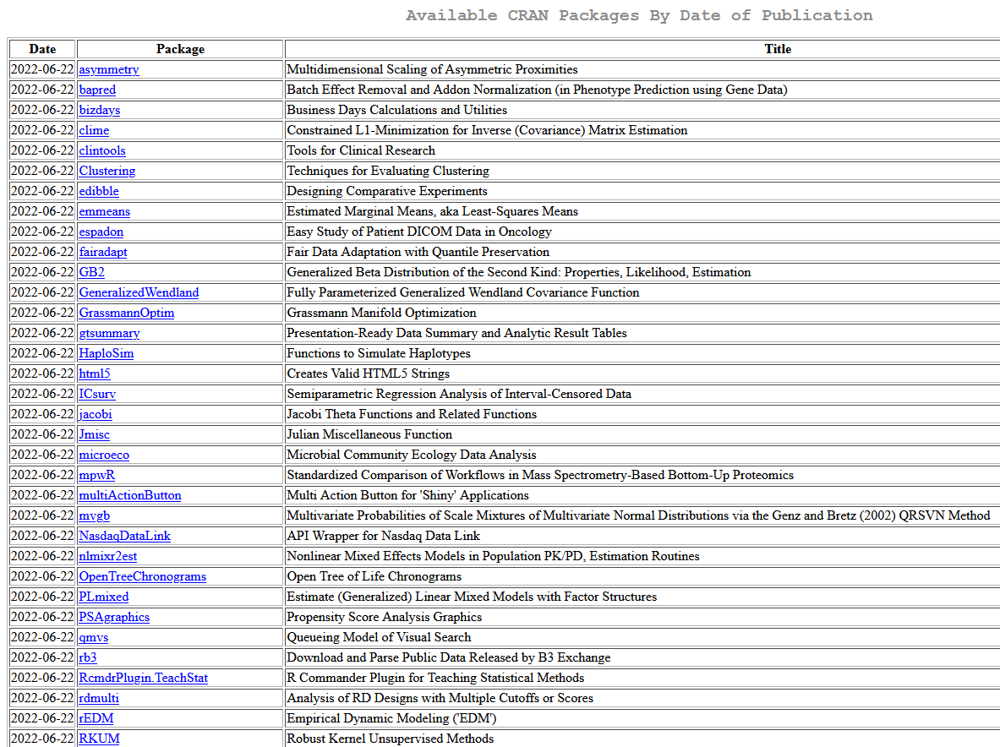 Available CRAN Packages By Date of Publication
Date Package Title
2022-06-22 asymmetry Multidimensional Scaling of Asymmetric Proximities
2022-06-22 bapred Batch Effect Removal and Addon Normalization (in Phenotype Prediction using Gene Data)
2022-06-22 bizdays Business Days Calculations and Utilities
2022-06-22 clime Constrained L1-Minimization for Inverse (Covariance) Matrix Estimation
2022-06-22 clintools Tools for Clinical Research
2022-06-22 Clustering Techniques for Evaluating Clustering
2022-06-22 edibble Designing Comparative Experiments
2022-06-22 emmeans Estimated Marginal Means, aka Least-Squares Means
2022-06-22 espadon Easy Study of Patient DICOM Data in Oncology
2022-06-22 fairadapt Fair Data Adaptation with Quantile Preservation
2022-06-22 GB2 Generalized Beta Distribution of the Second Kind: Properties, Likelihood, Estimation
2022-06-22 GeneralizedWendland Fully Parameterized Generalized Wendland Covariance Function
2022-06-22 GrassmannOptim Grassmann Manifold Optimization
2022-06-22 gtsummary Presentation-Ready Data Summary and Analytic Result Tables
2022-06-22 HaploSim Functions to Simulate Haplotypes
2022-06-22 html5 Creates Valid HTML5 Strings
2022-06-22 ICsurv Semiparametric Regression Analysis of Interval-Censored Data
2022-06-22 jacobi Jacobi Theta Functions and Related Functions
2022-06-22 Jmisc Julian Miscellaneous Function
2022-06-22 microeco Microbial Community Ecology Data Analysis
2022-06-22 mpwR Standardized Comparison of Workflows in Mass Spectrometry-Based Bottom-Up Proteomics
2022-06-22 multiActionButton Multi Action Button for 'Shiny' Applications
2022-06-22 mvgb Multivariate Probabilities of Scale Mixtures of Multivariate Normal Distributions via the Genz and Bretz (2002) QRSVN Method
2022-06-22 NasdaqDataLink API Wrapper for Nasdaq Data Link
2022-06-22 nlmixr2est Nonlinear Mixed Effects Models in Population PK/PD, Estimation Routines
2022-06-22 OpenTreeChronograms Open Tree of Life Chronograms
2022-06-22 PLmixed Estimate (Generalized) Linear Mixed Models with Factor Structures
2022-06-22 PSAgraphics Propensity Score Analysis Graphics
2022-06-22 qmvs Queueing Model of Visual Search
2022-06-22 rb3 Download and Parse Public Data Released by B3 Exchange
2022-06-22 RcmdrPlugin.TeachStat R Commander Plugin for Teaching Statistical Methods
2022-06-22 rdmulti Analysis of RD Designs with Multiple Cutoffs or Scores
2022-06-22 rEDM Empirical Dynamic Modeling ('EDM')
2022-06-22 RKUM Robust Kernel Unsupervised Methods